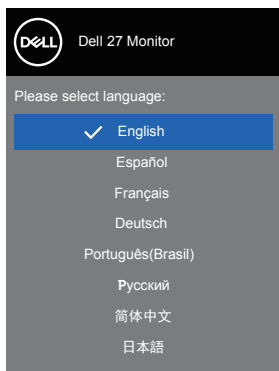 DELL
Dell 27 Monitor
Please select language:
English
Español
Français
Deutsch
Português(Brasil)
Русский
简体中文
日本語